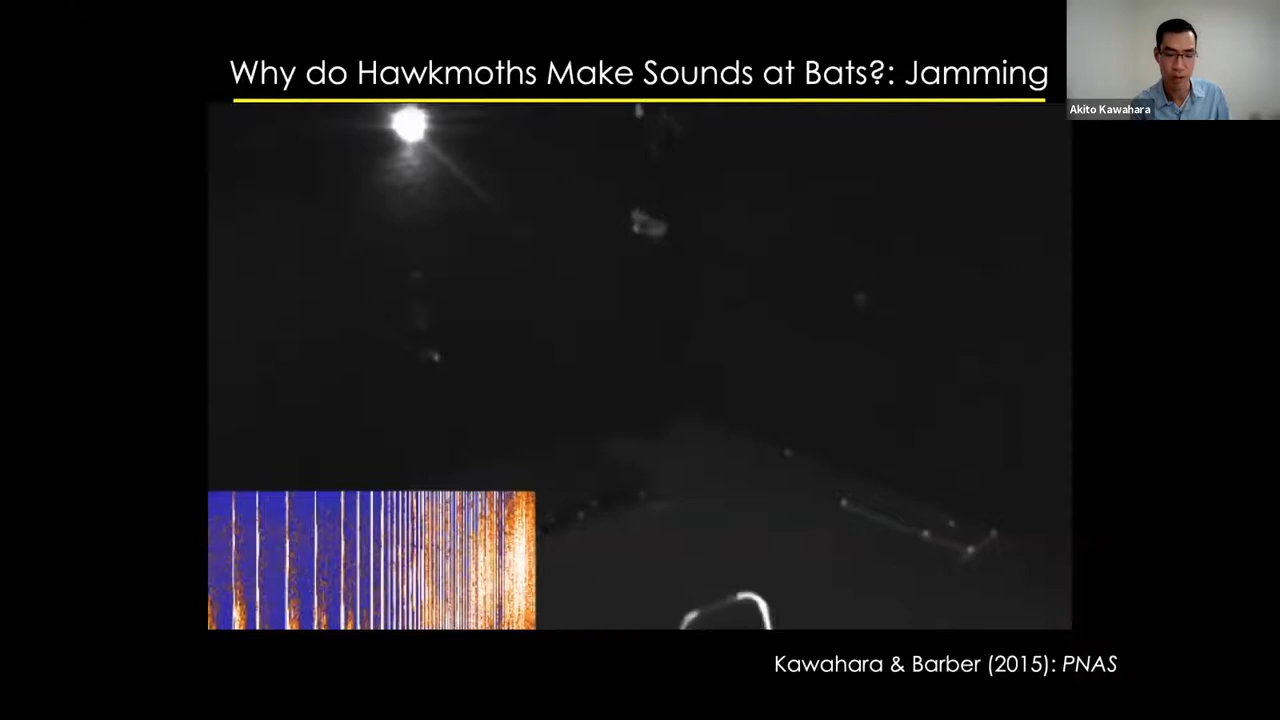 Why do Hawkmoths Make Sounds at Bats?: Jamming
Akito Kawahara
Kawahara & Barber (2015): PNAS